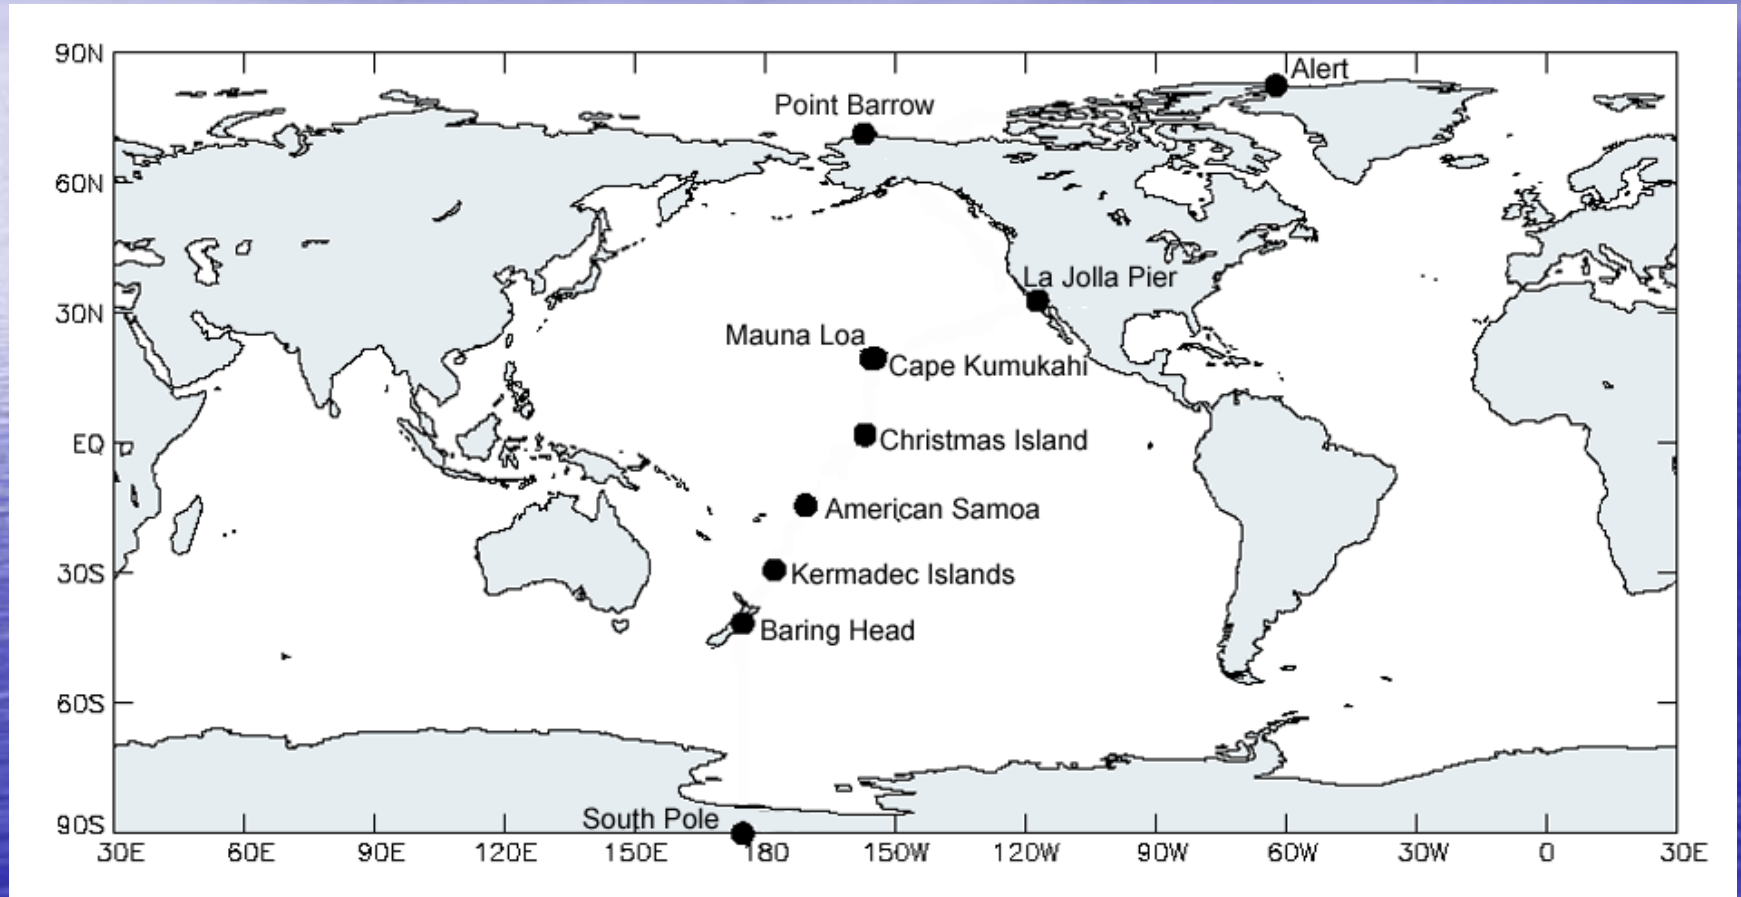 90N
Alert
Point Barrow
60N
La Jolla Pier
30N
Mauna Loa
Cape Kumukahi
EQ
Christmas Island
American Samoa
30S
Kermadec Islands
Baring Head
60S
South Pole
90S
30E 60E 90E 120E 150E 180 150W 120W 90W 60W 30W 0 30E